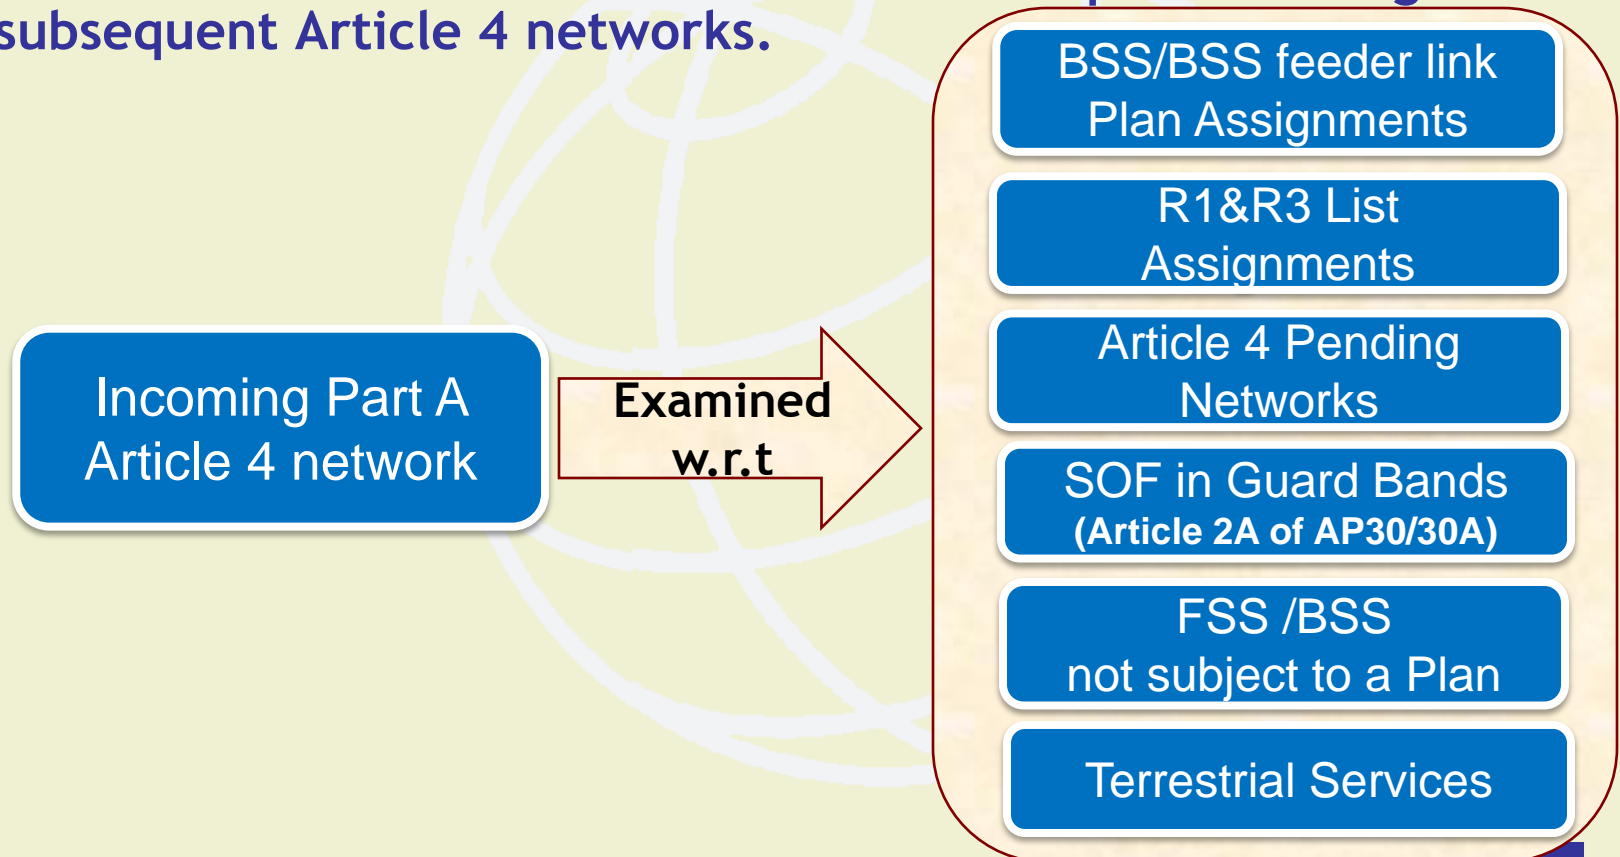 subsequent Article 4 networks.
BSS/BSS feeder link
Plan Assignments
R1&R3 List
Assignments
Article 4 Pending
Networks
Incoming Part A
Article 4 network
Examined
w.r.t
SOF in Guard Bands
(Article 2A of AP30/30A)
FSS /BSS
not subject to a Plan
Terrestrial Services